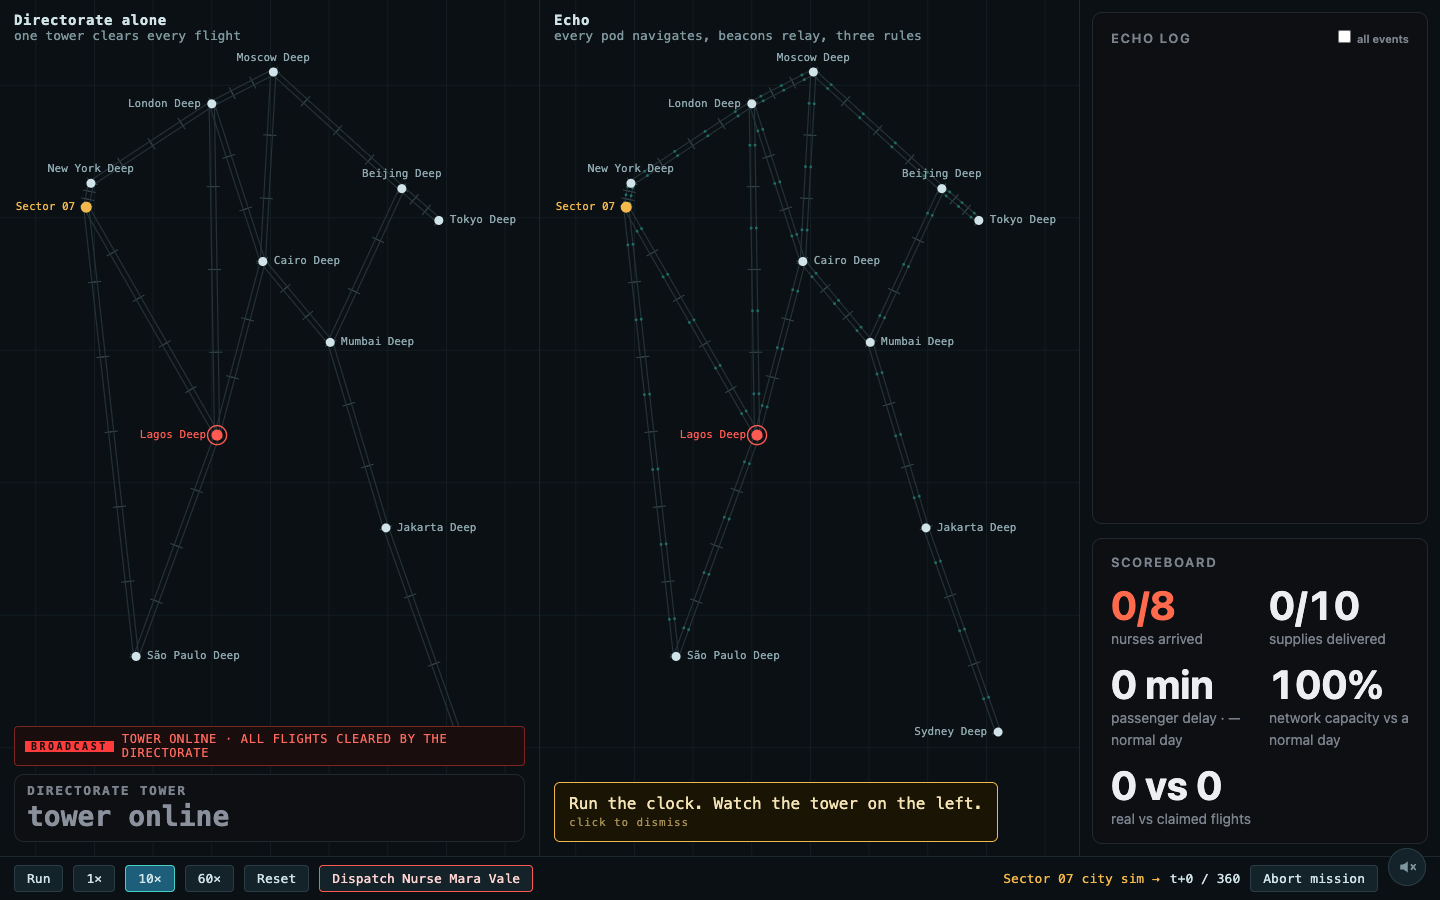 Directorate alone
one tower clears every flight
Moscow Deep
London Deep
New York Deep
Sector 07
Beijing Deep
Tokyo Deep
Cairo Deep
Mumbai Deep
Lagos Deep
Jakarta Deep
São Paulo Deep
BROADCAST TOWER ONLINE · ALL FLIGHTS CLEARED BY THE
DIRECTORATE
DIRECTORATE TOWER
tower online
Echo
every pod navigates, beacons relay, three rules
Moscow Deep
London Deep
New York Deep
Sector 07
Beijing Deep
Tokyo Deep
Cairo Deep
Mumbai Deep
Lagos Deep
Jakarta Deep
São Paulo Deep
Sydney Deep
Run the clock. Watch the tower on the left.
click to dismiss
ECHO LOG
all events
SCOREBOARD
0/8
nurses arrived
0/10
supplies delivered
0 min
passenger delay · —
normal day
100%
network capacity vs a
normal day
0 vs 0
real vs claimed flights
Run
1×
10×
60×
Reset
Dispatch Nurse Mara Vale
Sector 07 city sim →
t+0 / 360
Abort mission